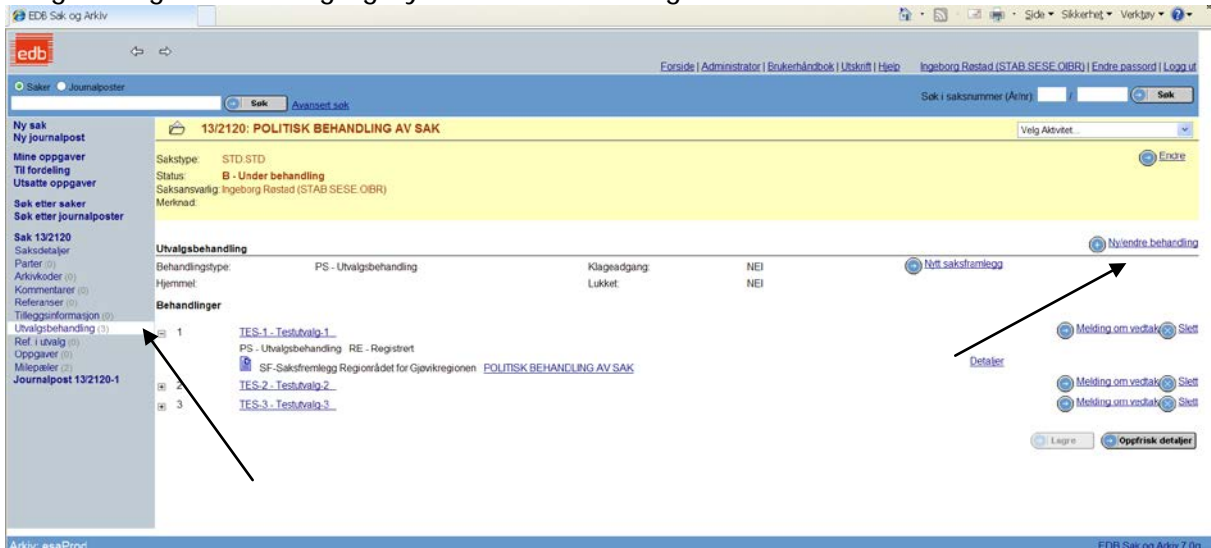 EDB Sak og Arkiv
Side Sikkerhet Verktøy
edb
Forside | Administrator | Brukerhåndbok | Utskrift | Hjelp Ingeborg Røstad (STAB.SESE.OIBR) | Endre passord | Logg ut
Saker Journalposter
Søk Avansert søk Søk i saksnummer (År/nr): / Søk
Ny sak
Ny journalpost
Mine oppgaver
Til fordeling
Utsatte oppgaver
Søk etter saker
Søk etter journalposter
Sak 13/2120
Saksdetaljer
Parter (0)
Arkivkoder (0)
Kommentarer (0)
Referanser (0)
Tilleggsinformasjon (0)
Utvalgsbehandling (3)
Ref. i utvalg (0)
Oppgaver (0)
Milepæler (2)
Journalpost 13/2120-1
13/2120: POLITISK BEHANDLING AV SAK Velg Aktivitet...
Sakstype: STD.STD Endre
Status: B - Under behandling
Saksansvarlig: Ingeborg Røstad (STAB.SESE.OIBR)
Merknad:
Ny/endre behandling
Utvalgsbehandling
Behandlingstype: PS - Utvalgsbehandling Klageadgang: NEI Nytt saksframlegg
Hjemmel: Lukket: NEI
Behandlinger
1 TES-1 - Testutvalg-1 Melding om vedtak Slett
PS - Utvalgsbehandling RE - Registrert
SF-Saksfremlegg Regionrådet for Gjøvikregionen POLITISK BEHANDLING AV SAK Detaljer
2 TES-2 - Testutvalg-2 Melding om vedtak Slett
3 TES-3 - Testutvalg-3 Melding om vedtak Slett
Lagre Oppfrisk detaljer
Arkiv: esaProd EDB Sak og Arkiv 7.0g